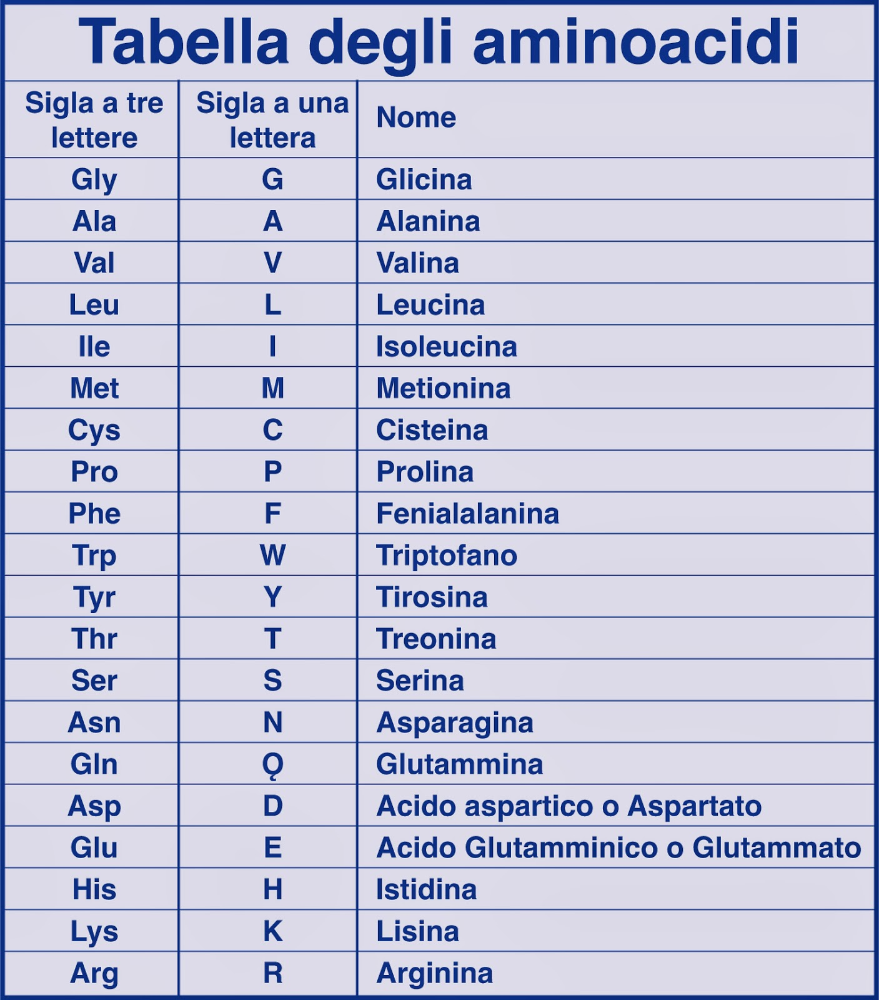 Tabella degli aminoacidi
Sigla a tre lettere Sigla a una lettera Nome
Gly G Glicina
Ala A Alanina
Val V Valina
Leu L Leucina
Ile I Isoleucina
Met M Metionina
Cys C Cisteina
Pro P Prolina
Phe F Fenialalanina
Trp W Triptofano
Tyr Y Tirosina
Thr T Treonina
Ser S Serina
Asn N Asparagina
Gln Q Glutammina
Asp D Acido aspartico o Aspartato
Glu E Acido Glutamminico o Glutammato
His H Istidina
Lys K Lisina
Arg R Arginina